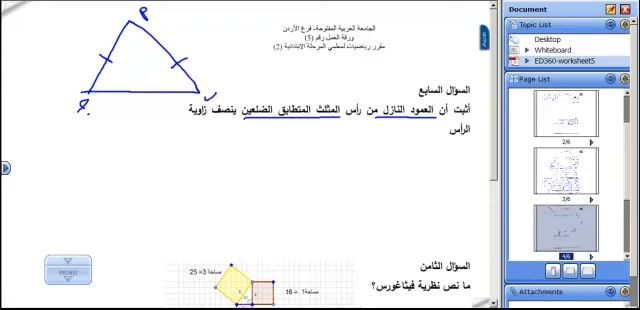 الجامعة العربية المفتوحة- فرع الأردن
ورقة العمل رقم (5)
مقرر رياضيات لمعلمي المرحلة الابتدائية (2)
السؤال السابع
أثبت أن العمود النازل من رأس المثلث المتطابق الضلعين ينصف زاوية
الرأس
السؤال الثامن
ما نص نظرية فيثاغورس؟
مساحة 3= 25
مساحة 1= 16
MENU
Document
Topic List
Desktop
Whiteboard
ED360-worksheet5
Page List
2/6
3/6
4/6
Attachments